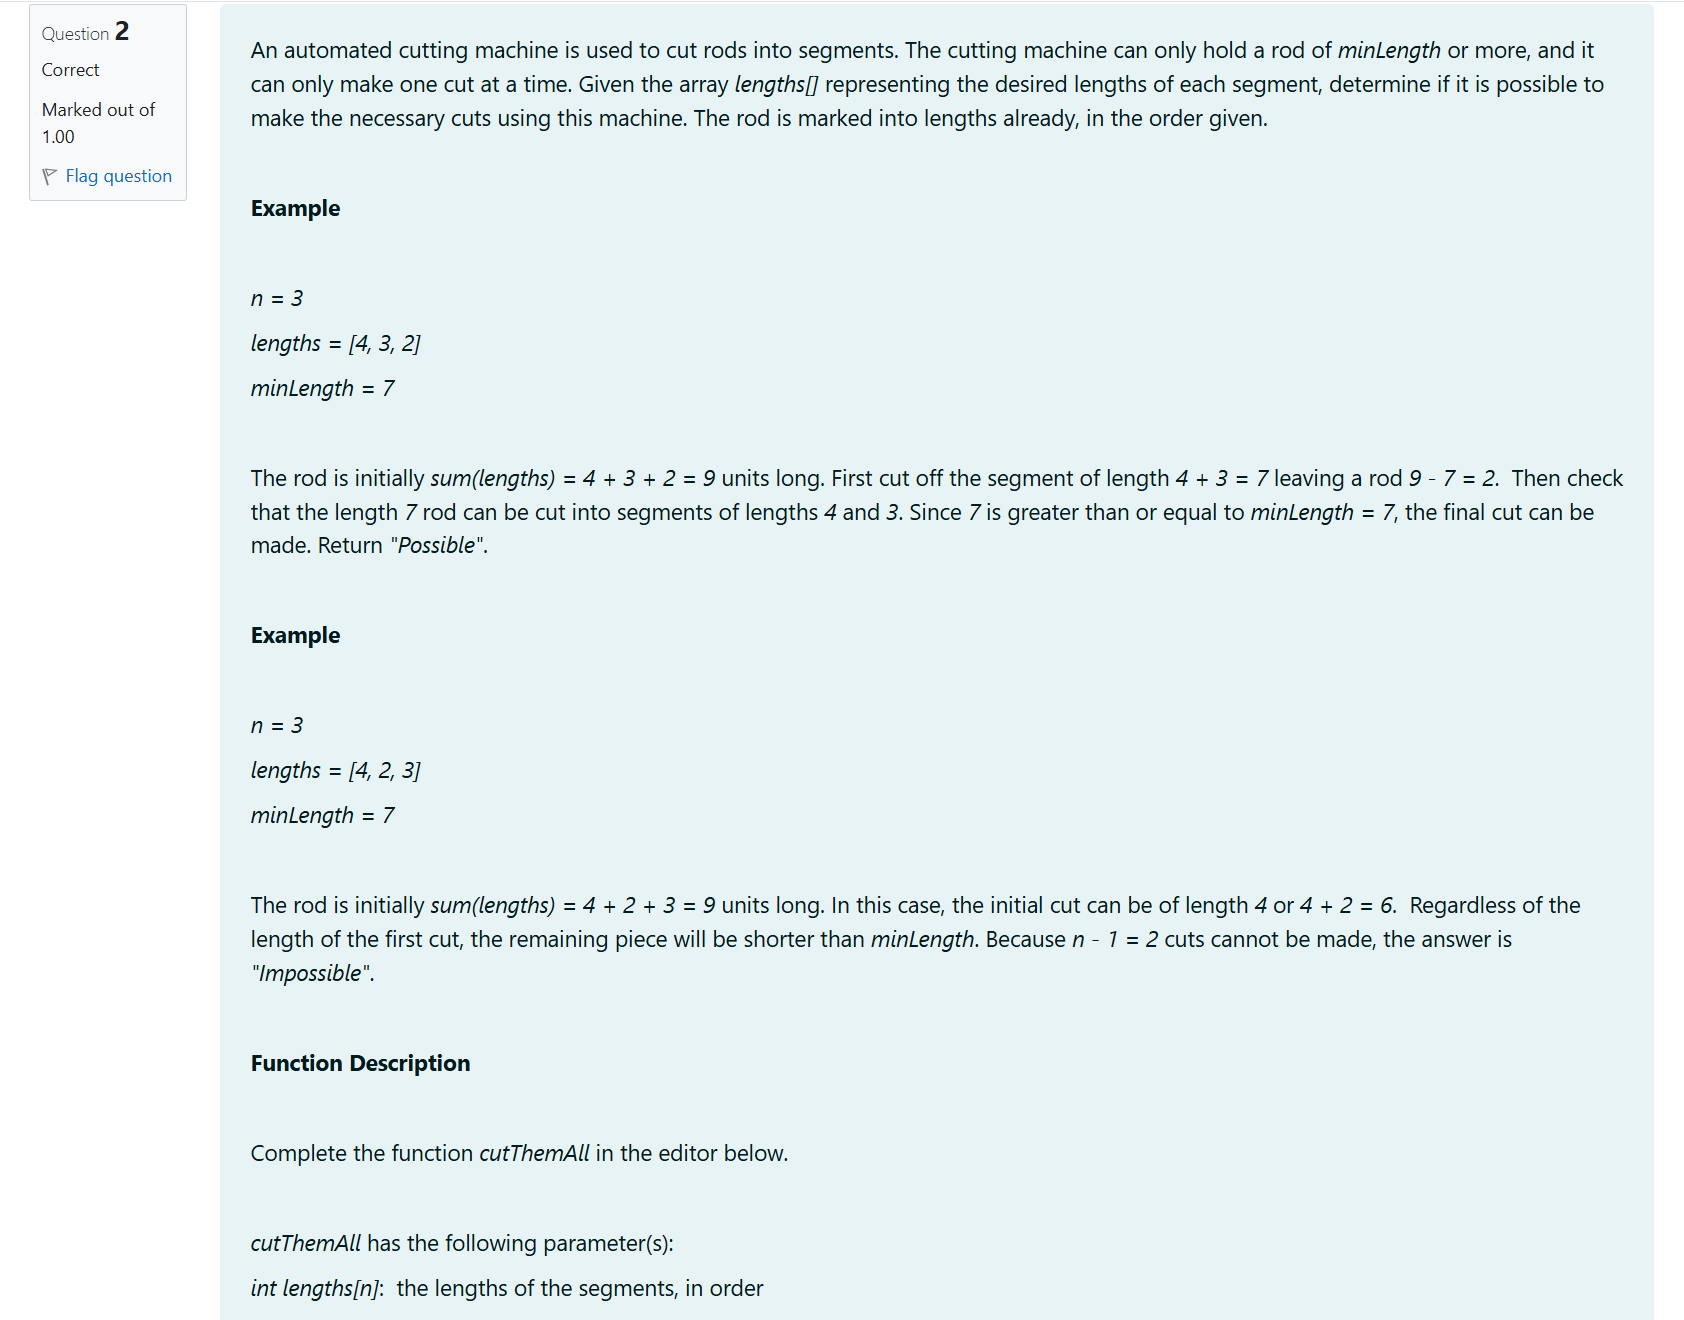 Question 2
Correct
Marked out of
1.00
Flag question
An automated cutting machine is used to cut rods into segments. The cutting machine can only hold a rod of minLength or more, and it
can only make one cut at a time. Given the array lengths[] representing the desired lengths of each segment, determine if it is possible to
make the necessary cuts using this machine. The rod is marked into lengths already, in the order given.
Example
n = 3
lengths = [4, 3, 2]
minLength = 7
The rod is initially sum(lengths) = 4 + 3 + 2 = 9 units long. First cut off the segment of length 4 + 3 = 7 leaving a rod 9 - 7 = 2.  Then check
that the length 7 rod can be cut into segments of lengths 4 and 3. Since 7 is greater than or equal to minLength = 7, the final cut can be
made. Return "Possible".
Example
n = 3
lengths = [4, 2, 3]
minLength = 7
The rod is initially sum(lengths) = 4 + 2 + 3 = 9 units long. In this case, the initial cut can be of length 4 or 4 + 2 = 6.  Regardless of the
length of the first cut, the remaining piece will be shorter than minLength. Because n - 1 = 2 cuts cannot be made, the answer is
"Impossible".
Function Description
Complete the function cutThemAll in the editor below.
cutThemAll has the following parameter(s):
int lengths[n]:  the lengths of the segments, in order